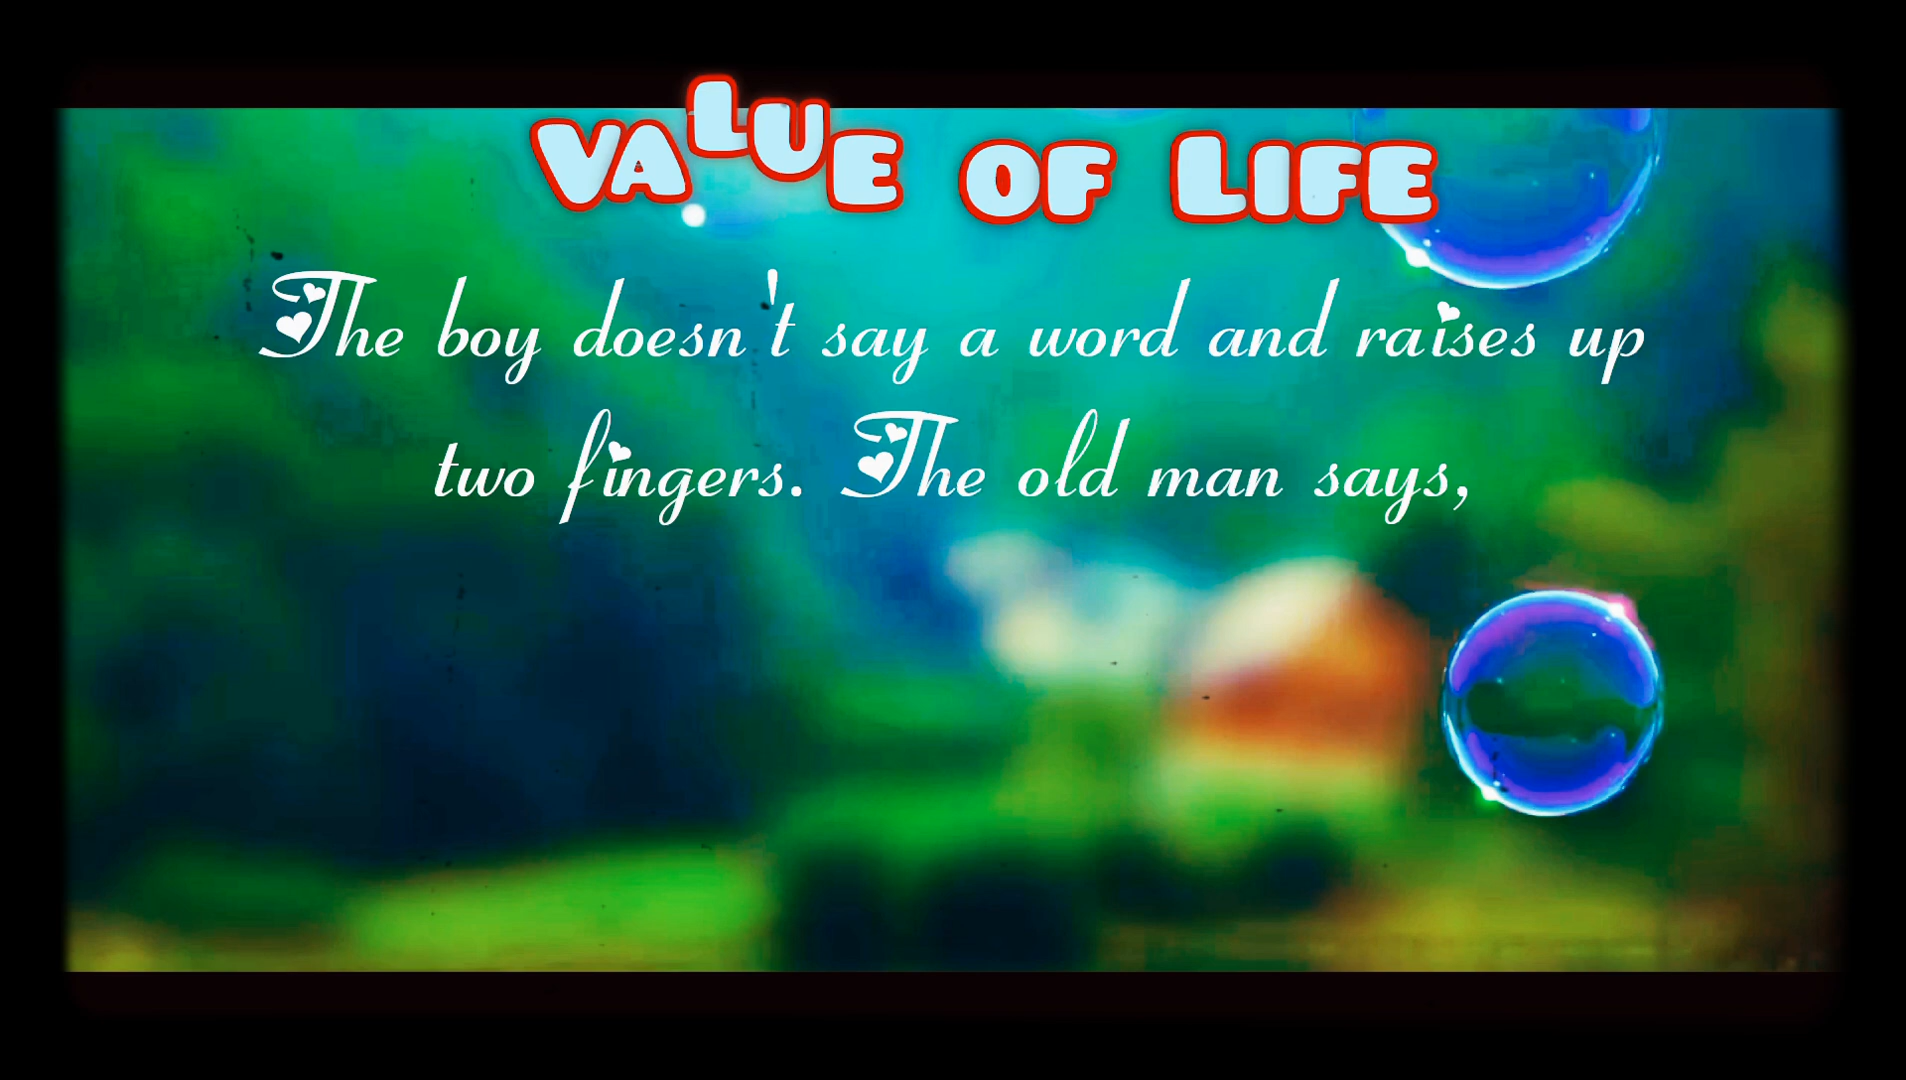 VALUE OF LIFE
The boy doesn't say a word and raises up
two fingers. The old man says,